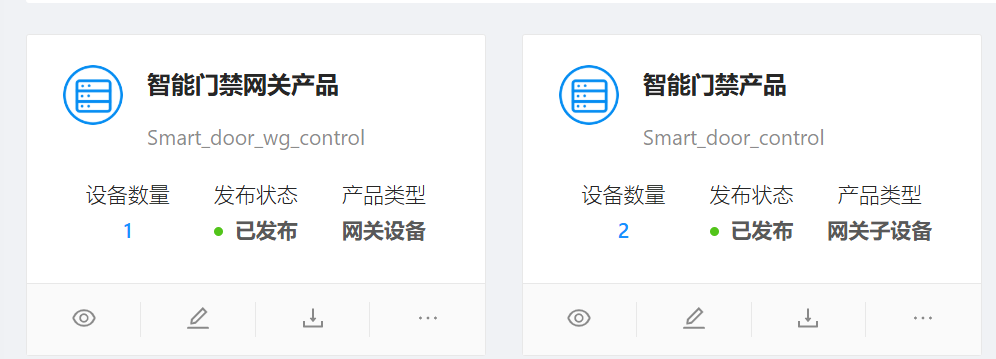 智能门禁网关产品
Smart_door_wg_control
设备数量 发布状态 产品类型
1 已发布 网关设备
智能门禁产品
Smart_door_control
设备数量 发布状态 产品类型
2 已发布 网关子设备